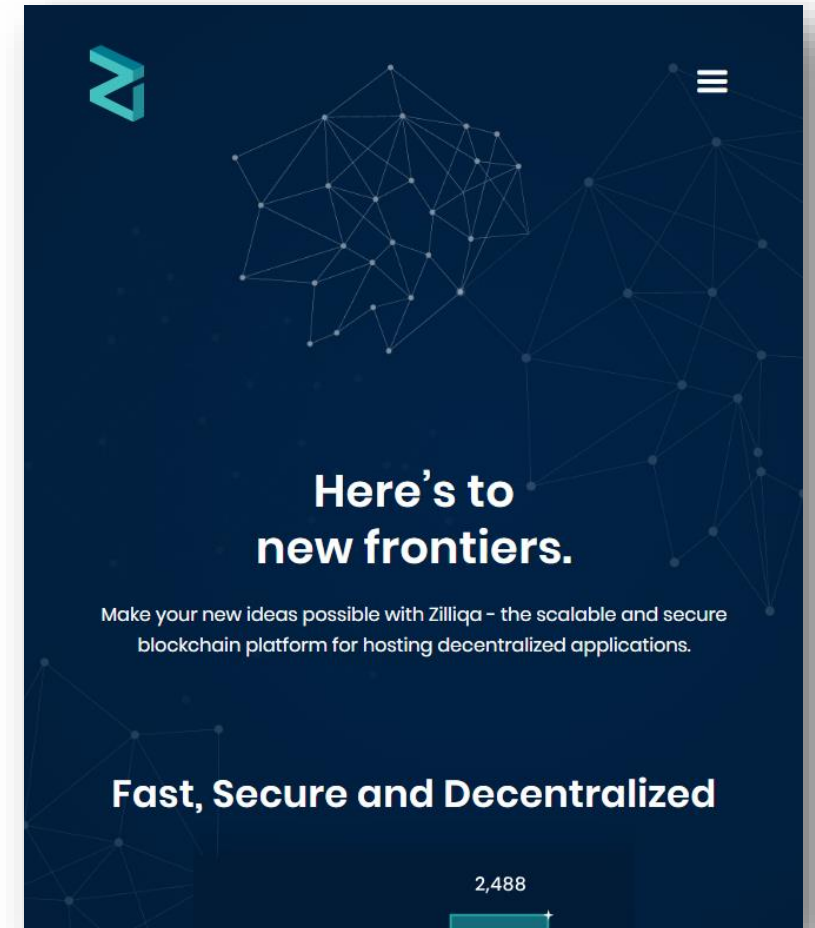 Here’s to
new frontiers.
Make your new ideas possible with Zilliqa - the scalable and secure
blockchain platform for hosting decentralized applications.
Fast, Secure and Decentralized
2,488